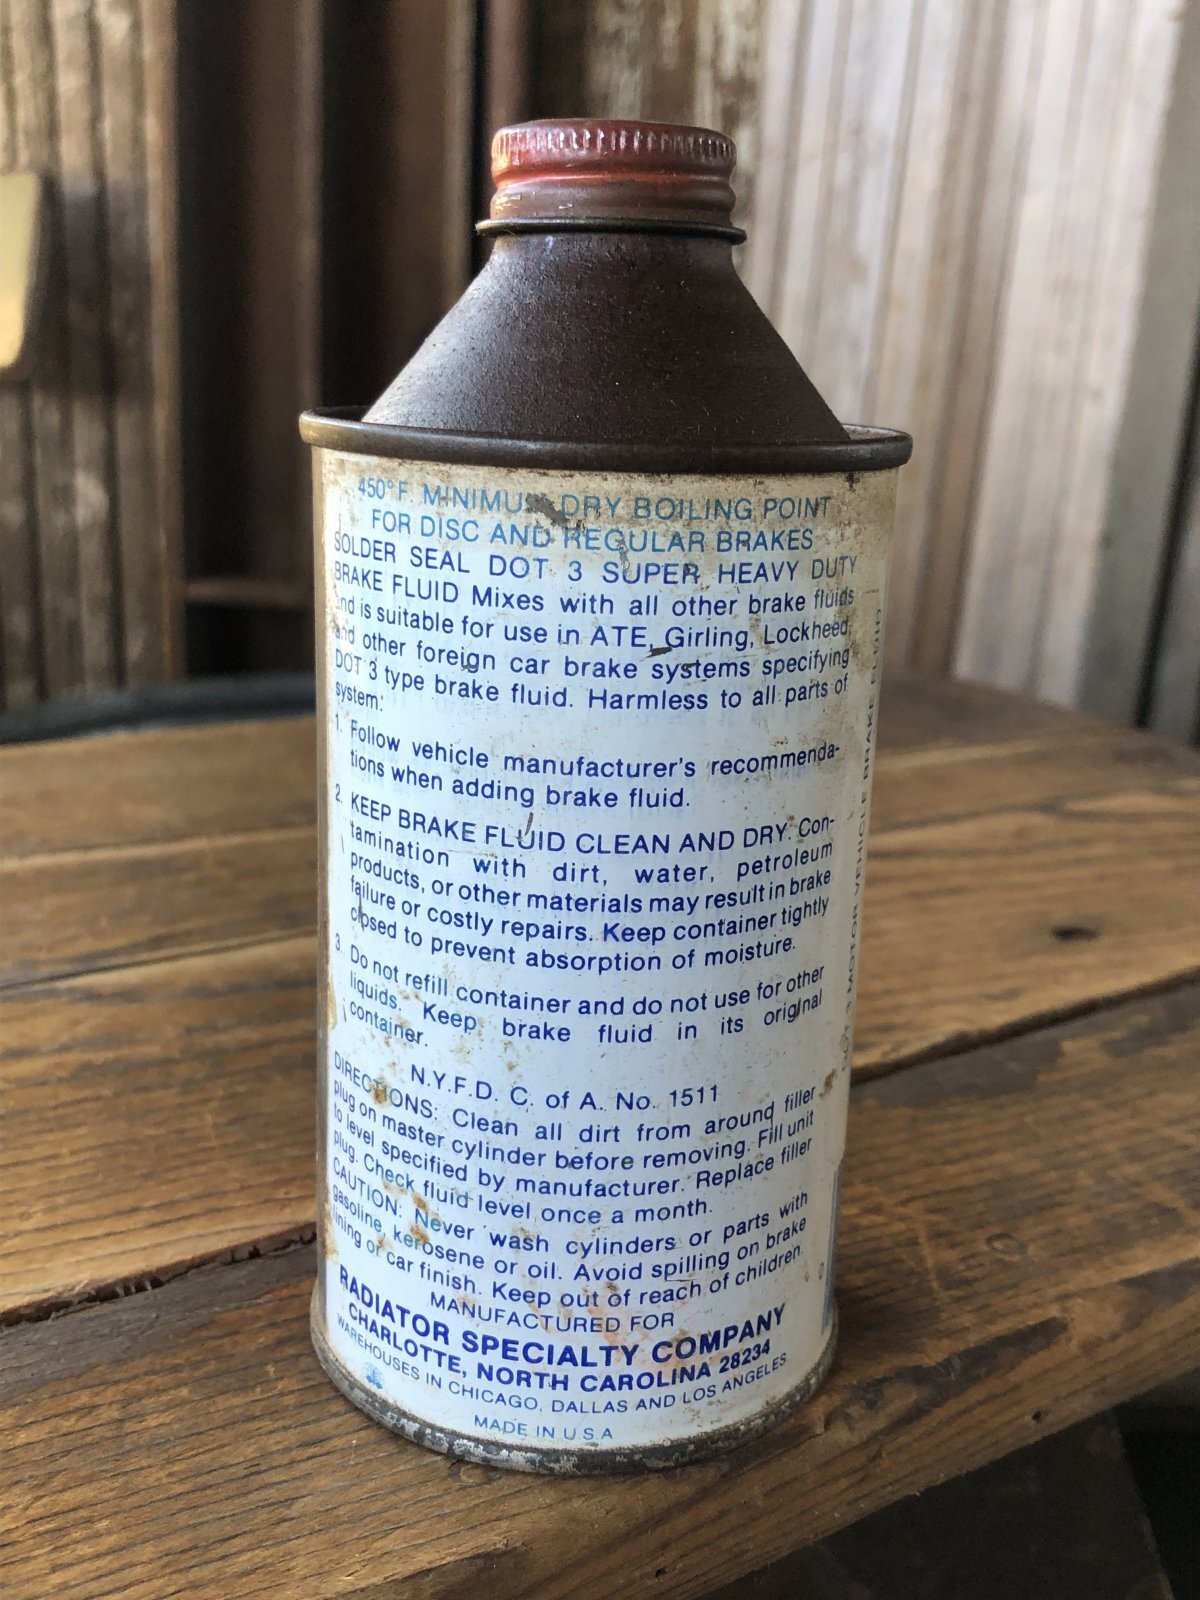 450° F. MINIMUM DRY BOILING POINT
FOR DISC AND REGULAR BRAKES
SOLDER SEAL DOT 3 SUPER HEAVY DUTY
BRAKE FLUID Mixes with all other brake fluids
and is suitable for use in ATE, Girling, Lockheed,
and other foreign car brake systems specifying
DOT 3 type brake fluid. Harmless to all parts of
system:
1. Follow vehicle manufacturer's recommenda-
tions when adding brake fluid.
2. KEEP BRAKE FLUID CLEAN AND DRY. Con-
tamination with dirt, water, petroleum
products, or other materials may result in brake
failure or costly repairs. Keep container tightly
closed to prevent absorption of moisture.
3. Do not refill container and do not use for other
liquids. Keep brake fluid in its original
container.
N.Y.F.D. C. of A. No. 1511
DIRECTIONS: Clean all dirt from around filler
plug on master cylinder before removing. Fill unit
to level specified by manufacturer. Replace filler
plug. Check fluid level once a month.
CAUTION: Never wash cylinders or parts with
gasoline, kerosene or oil. Avoid spilling on brake
lining or car finish. Keep out of reach of children.
MANUFACTURED FOR
RADIATOR SPECIALTY COMPANY
CHARLOTTE, NORTH CAROLINA 28234
WAREHOUSES IN CHICAGO, DALLAS AND LOS ANGELES
MADE IN U.S.A
DOT 3 MOTOR VEHICLE BRAKE FLUID